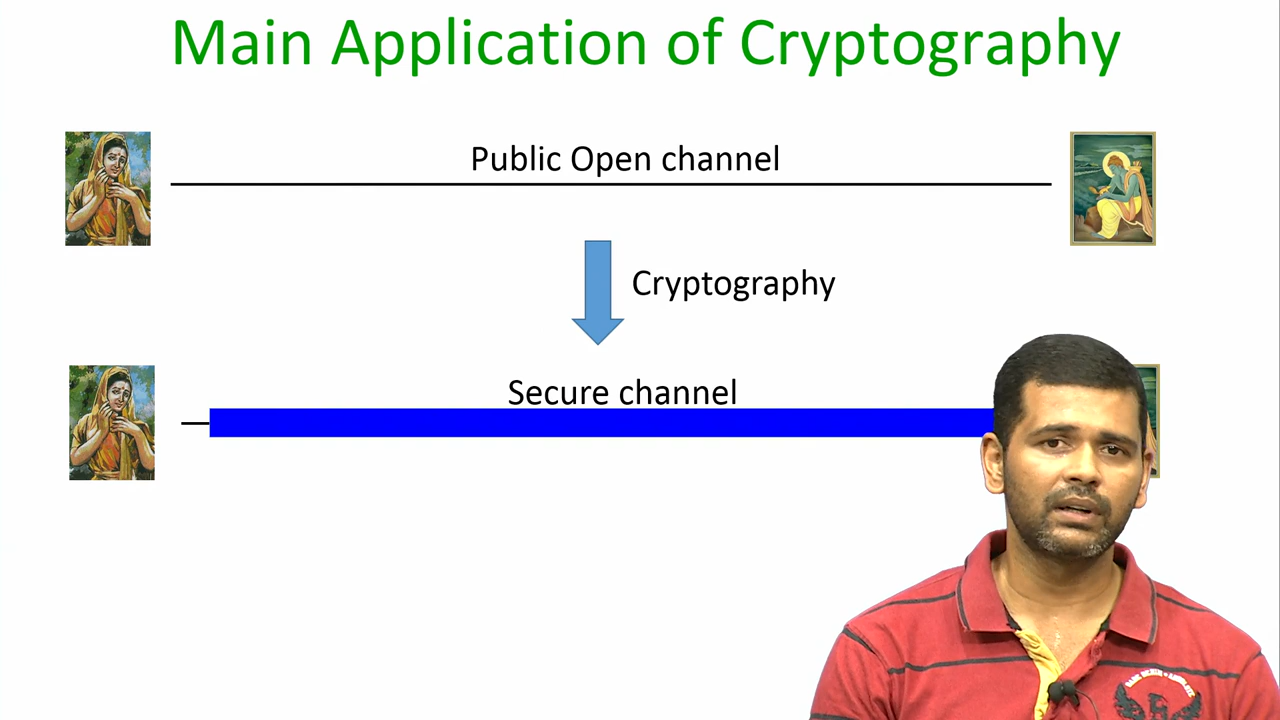 Main Application of Cryptography
Public Open channel
Cryptography
Secure channel